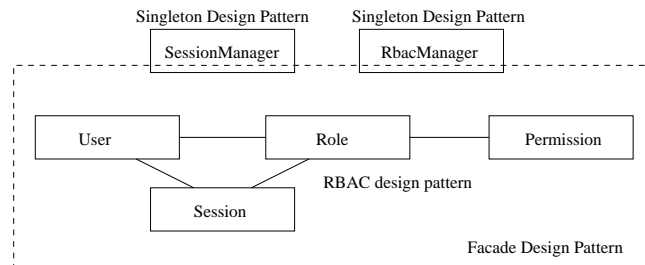 Singleton Design Pattern
Singleton Design Pattern
SessionManager
RbacManager
User
Role
Permission
RBAC design pattern
Session
Facade Design Pattern